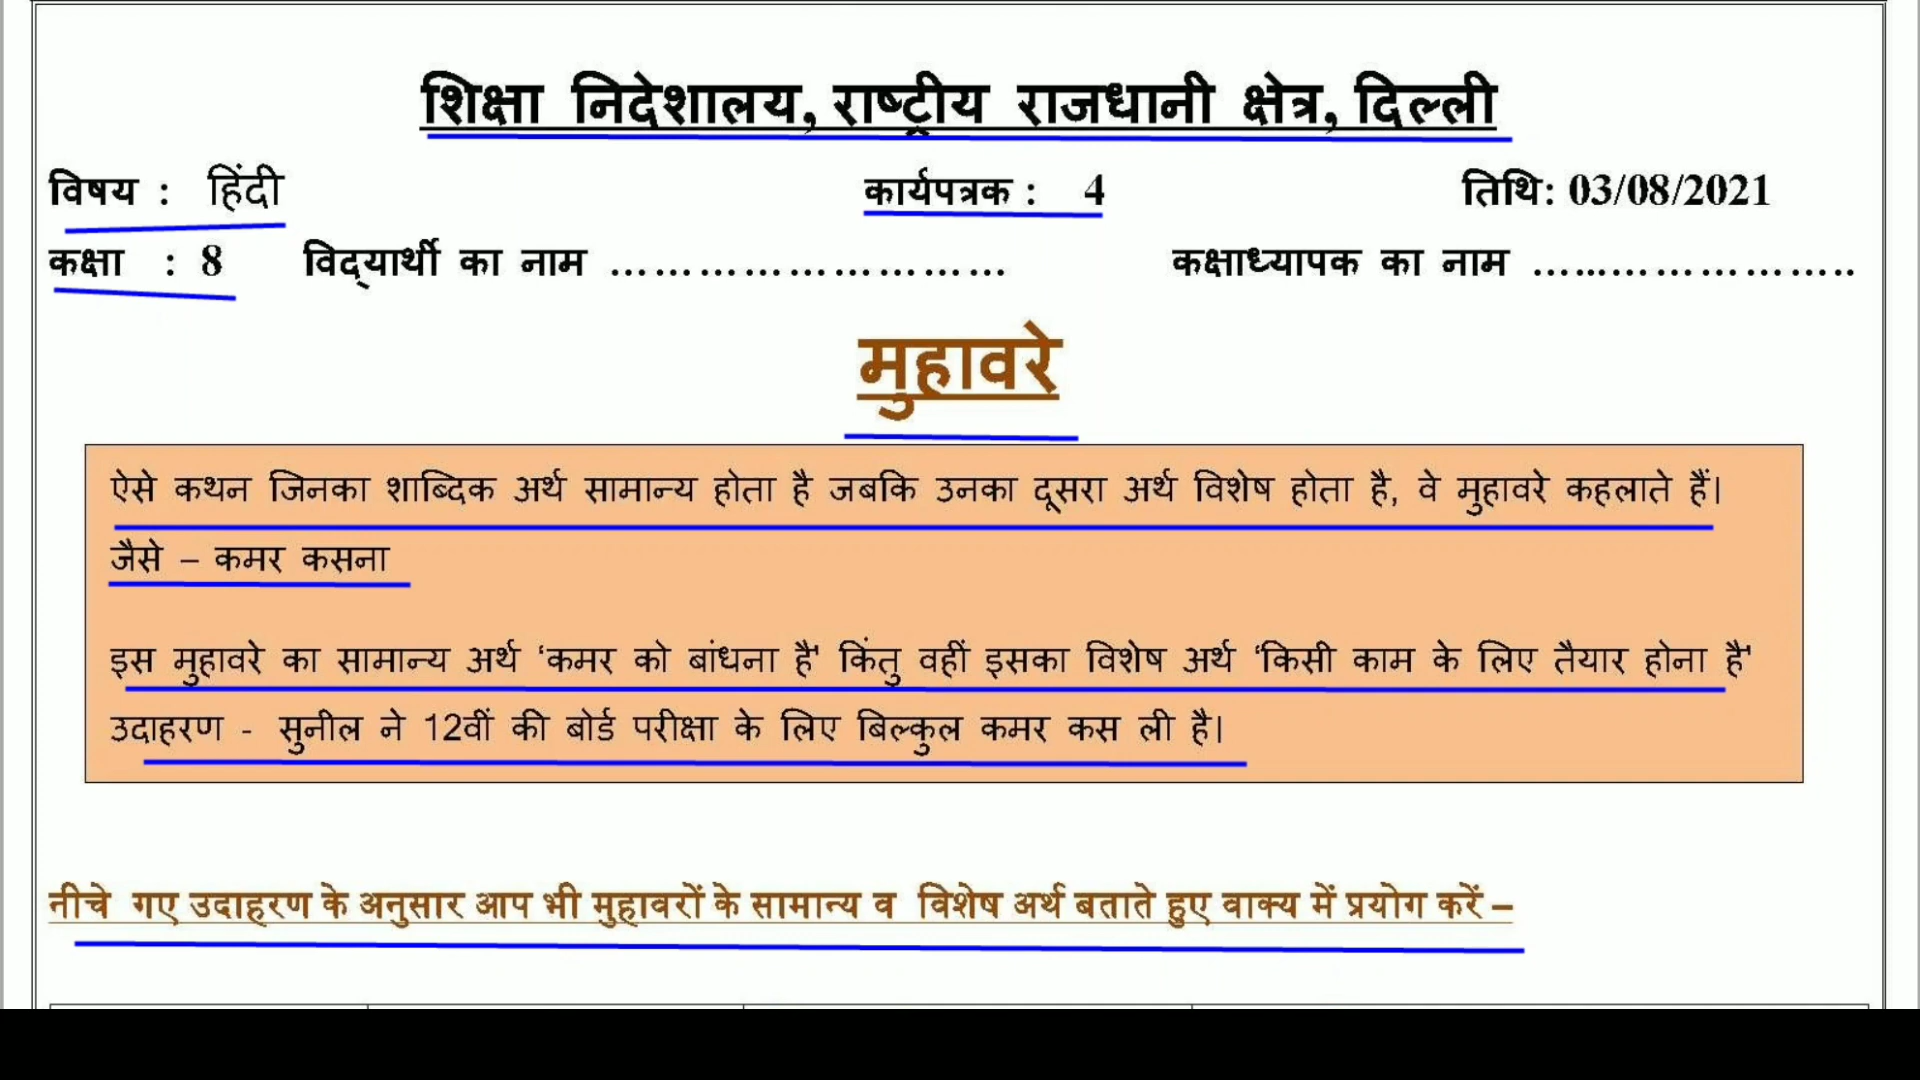 शिक्षा निदेशालय, राष्ट्रीय राजधानी क्षेत्र, दिल्ली
विषय : हिंदी कार्यपत्रक : 4 तिथि: 03/08/2021
कक्षा : 8 विद्यार्थी का नाम ……………………… कक्षाध्यापक का नाम …...……………..
मुहावरे
ऐसे कथन जिनका शाब्दिक अर्थ सामान्य होता है जबकि उनका दूसरा अर्थ विशेष होता है, वे मुहावरे कहलाते हैं।
जैसे – कमर कसना
इस मुहावरे का सामान्य अर्थ 'कमर को बांधना है' किंतु वहीं इसका विशेष अर्थ 'किसी काम के लिए तैयार होना है'
उदाहरण - सुनील ने 12वीं की बोर्ड परीक्षा के लिए बिल्कुल कमर कस ली है।
नीचे गए उदाहरण के अनुसार आप भी मुहावरों के सामान्य व विशेष अर्थ बताते हुए वाक्य में प्रयोग करें –